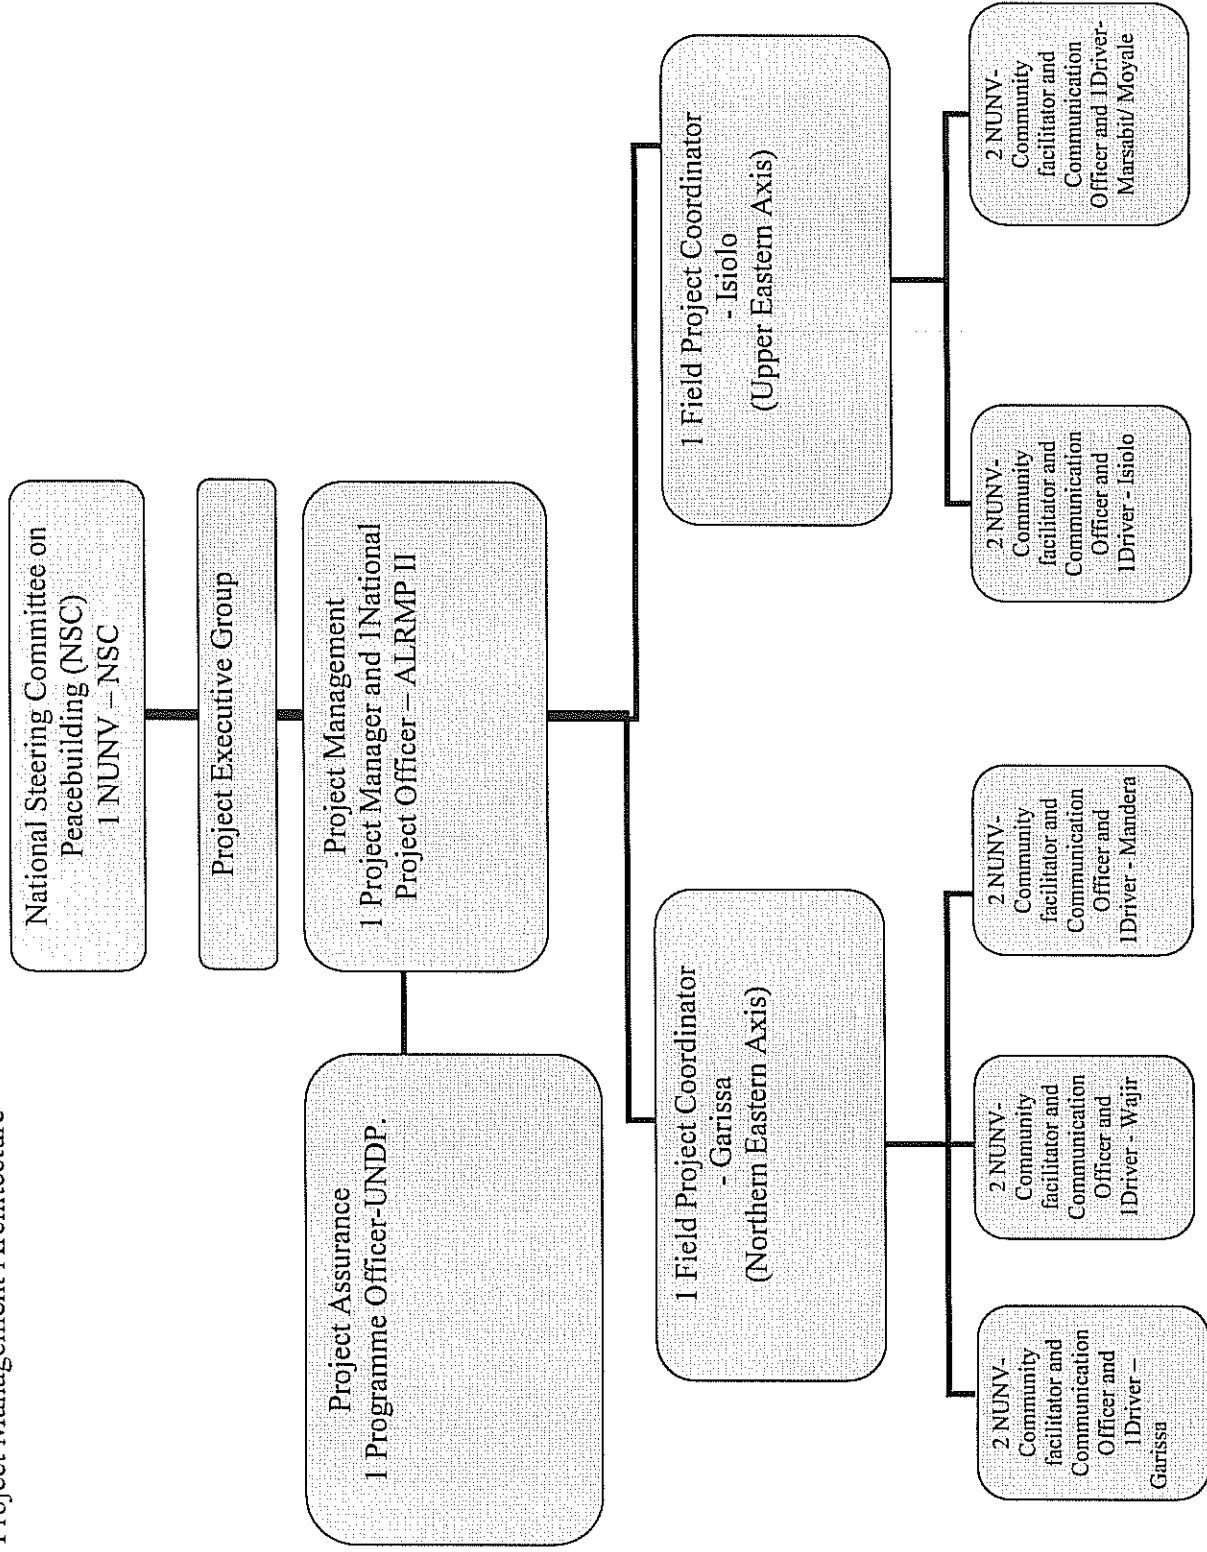 Project Management Architecture
National Steering Committee on
Peacebuilding (NSC)
1 NUNV – NSC
Project Executive Group
Project Management
1 Project Manager and 1National
Project Officer – ALRMP II
Project Assurance
1 Programme Officer-UNDP.
1 Field Project Coordinator
- Garissa
(Northern Eastern Axis)
1 Field Project Coordinator
- Isiolo
(Upper Eastern Axis)
2 NUNV-
Community
facilitator and
Communication
Officer and
1Driver –
Garissa
2 NUNV-
Community
facilitator and
Communication
Officer and
1Driver - Wajir
2 NUNV-
Community
facilitator and
Communication
Officer and
1Driver - Mandera
2 NUNV-
Community
facilitator and
Communication
Officer and
1Driver - Isiolo
2 NUNV-
Community
facilitator and
Communication
Officer and 1Driver-
Marsabit/ Moyale